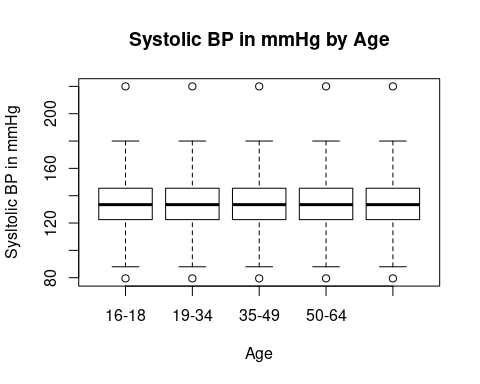 Systolic BP in mmHg by Age
Sysltolic BP in mmHg
200
160
120
80
16-18 19-34 35-49 50-64
Age